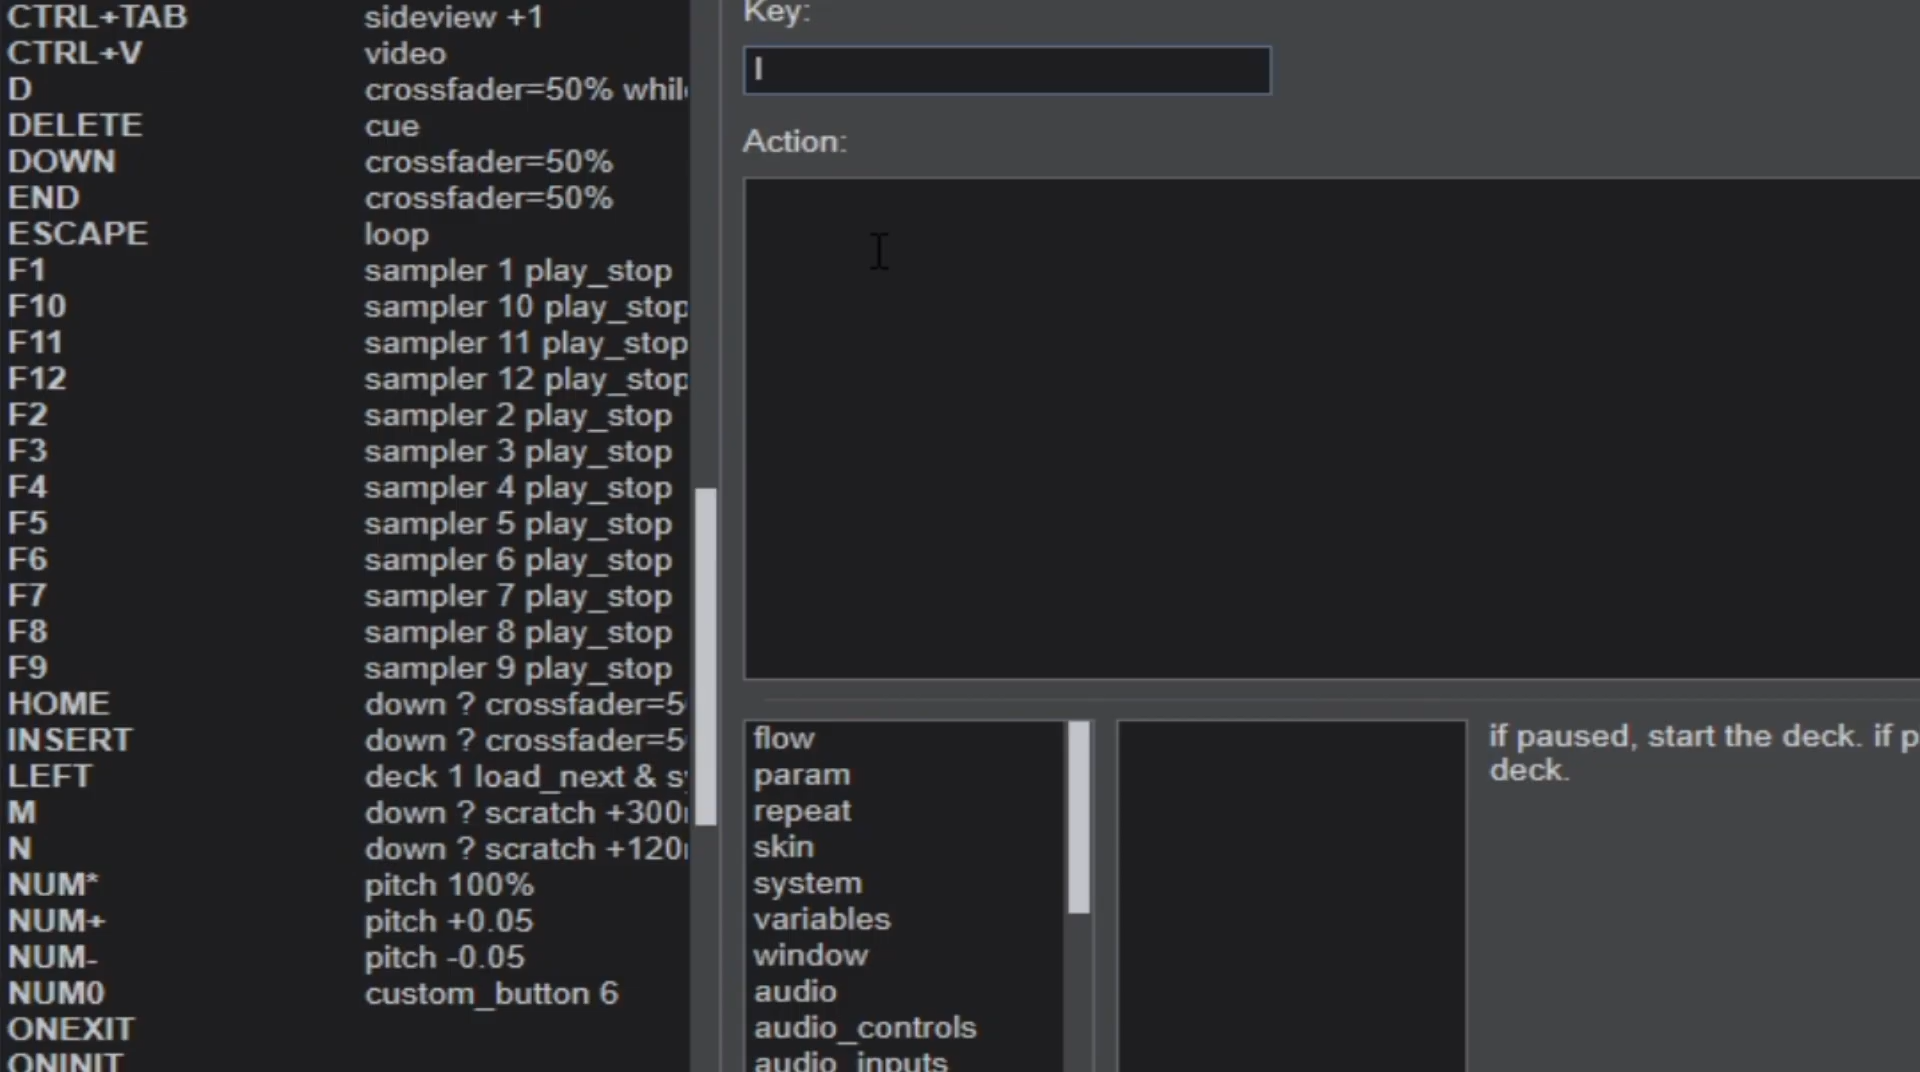 CTRL+TAB sideview +1
CTRL+V video
D crossfader=50% whil
DELETE cue
DOWN crossfader=50%
END crossfader=50%
ESCAPE loop
F1 sampler 1 play_stop
F10 sampler 10 play_stop
F11 sampler 11 play_stop
F12 sampler 12 play_stop
F2 sampler 2 play_stop
F3 sampler 3 play_stop
F4 sampler 4 play_stop
F5 sampler 5 play_stop
F6 sampler 6 play_stop
F7 sampler 7 play_stop
F8 sampler 8 play_stop
F9 sampler 9 play_stop
HOME down ? crossfader=5
INSERT down ? crossfader=5
LEFT deck 1 load_next & s
M down ? scratch +300
N down ? scratch +120
NUM* pitch 100%
NUM+ pitch +0.05
NUM- pitch -0.05
NUM0 custom_button 6
ONEXIT
ONINIT
Key:
I
Action:
flow
param
repeat
skin
system
variables
window
audio
audio_controls
audio_inputs
if paused, start the deck. if p
deck.